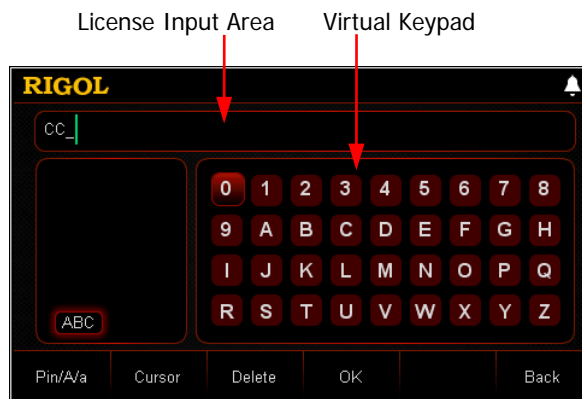 License Input Area Virtual Keypad
RIGOL
CC_
0 1 2 3 4 5 6 7 8
9 A B C D E F G H
I J K L M N O P Q
R S T U V W X Y Z
ABC
Pin/A/a Cursor Delete OK Back